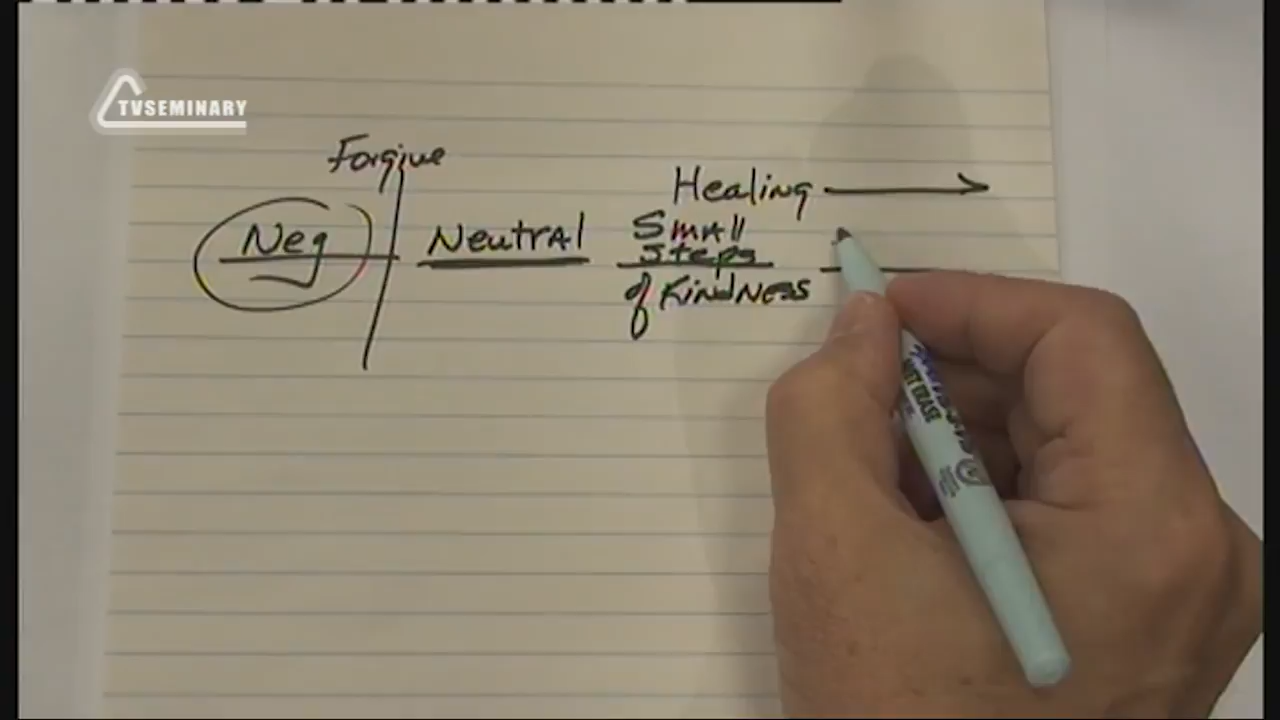 TVSEMINARY
Forgive
Healing
Neg
Neutral
Small
Steps
of Kindness